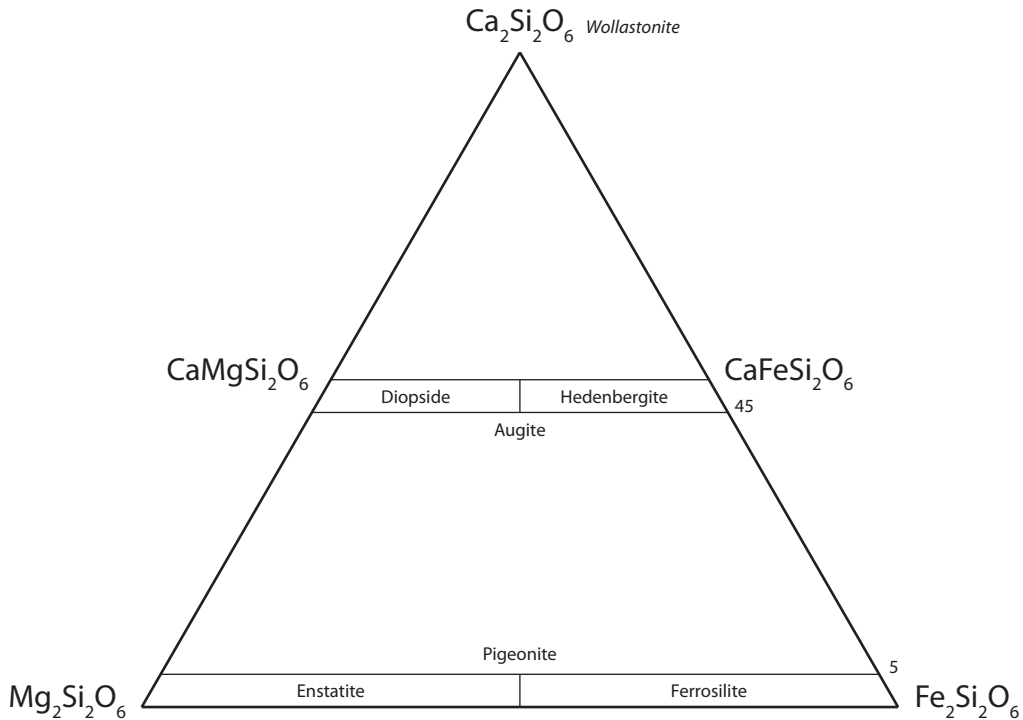 Ca₂Si₂O₆ Wollastonite
CaMgSi₂O₆
CaFeSi₂O₆
Diopside
Hedenbergite
45
Augite
Pigeonite
5
Enstatite
Ferrosilite
Mg₂Si₂O₆
Fe₂Si₂O₆